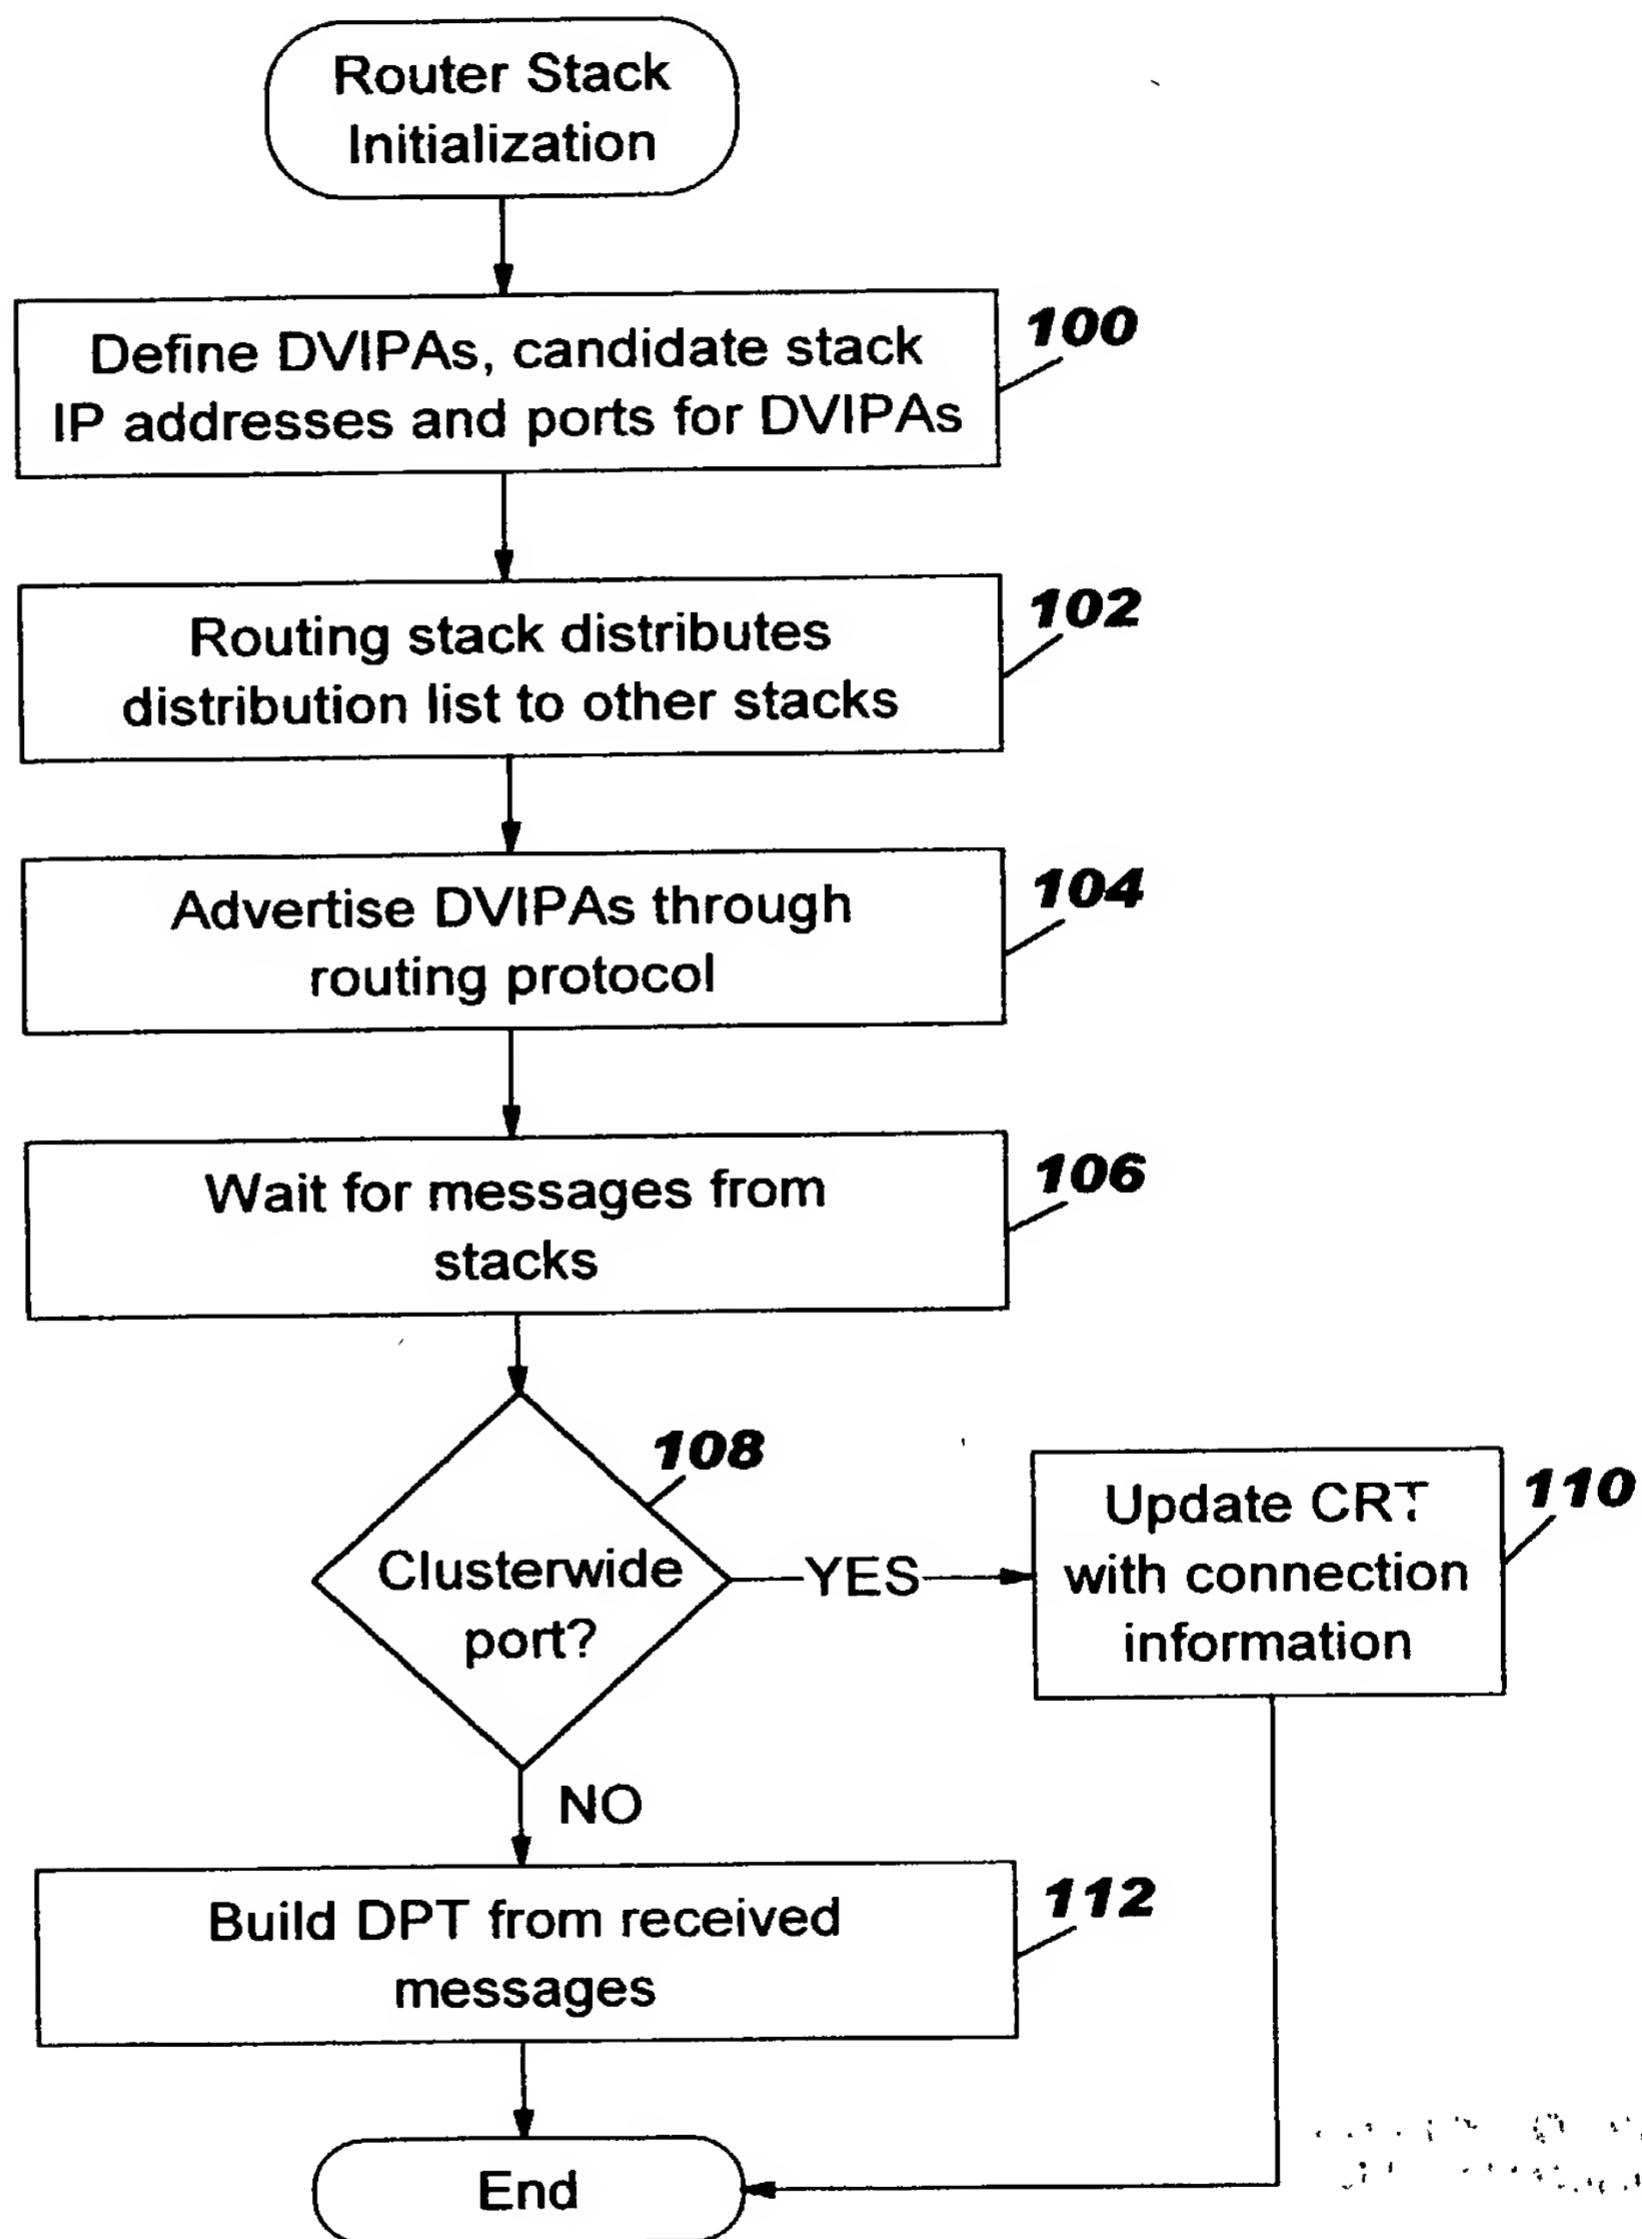 Router Stack
Initialization
Define DVIPAs, candidate stack
IP addresses and ports for DVIPAs
100
Routing stack distributes
distribution list to other stacks
102
Advertise DVIPAs through
routing protocol
104
Wait for messages from
stacks
106
108
Clusterwide
port?
YES
Update CRT
with connection
information
110
NO
Build DPT from received
messages
112
End